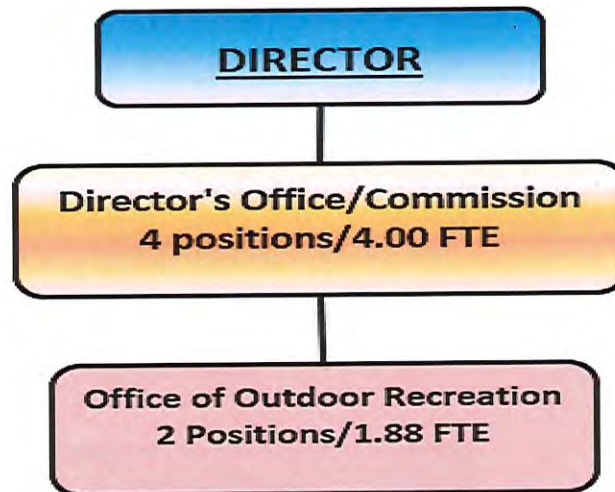 DIRECTOR
Director's Office/Commission
4 positions/4.00 FTE
Office of Outdoor Recreation
2 Positions/1.88 FTE